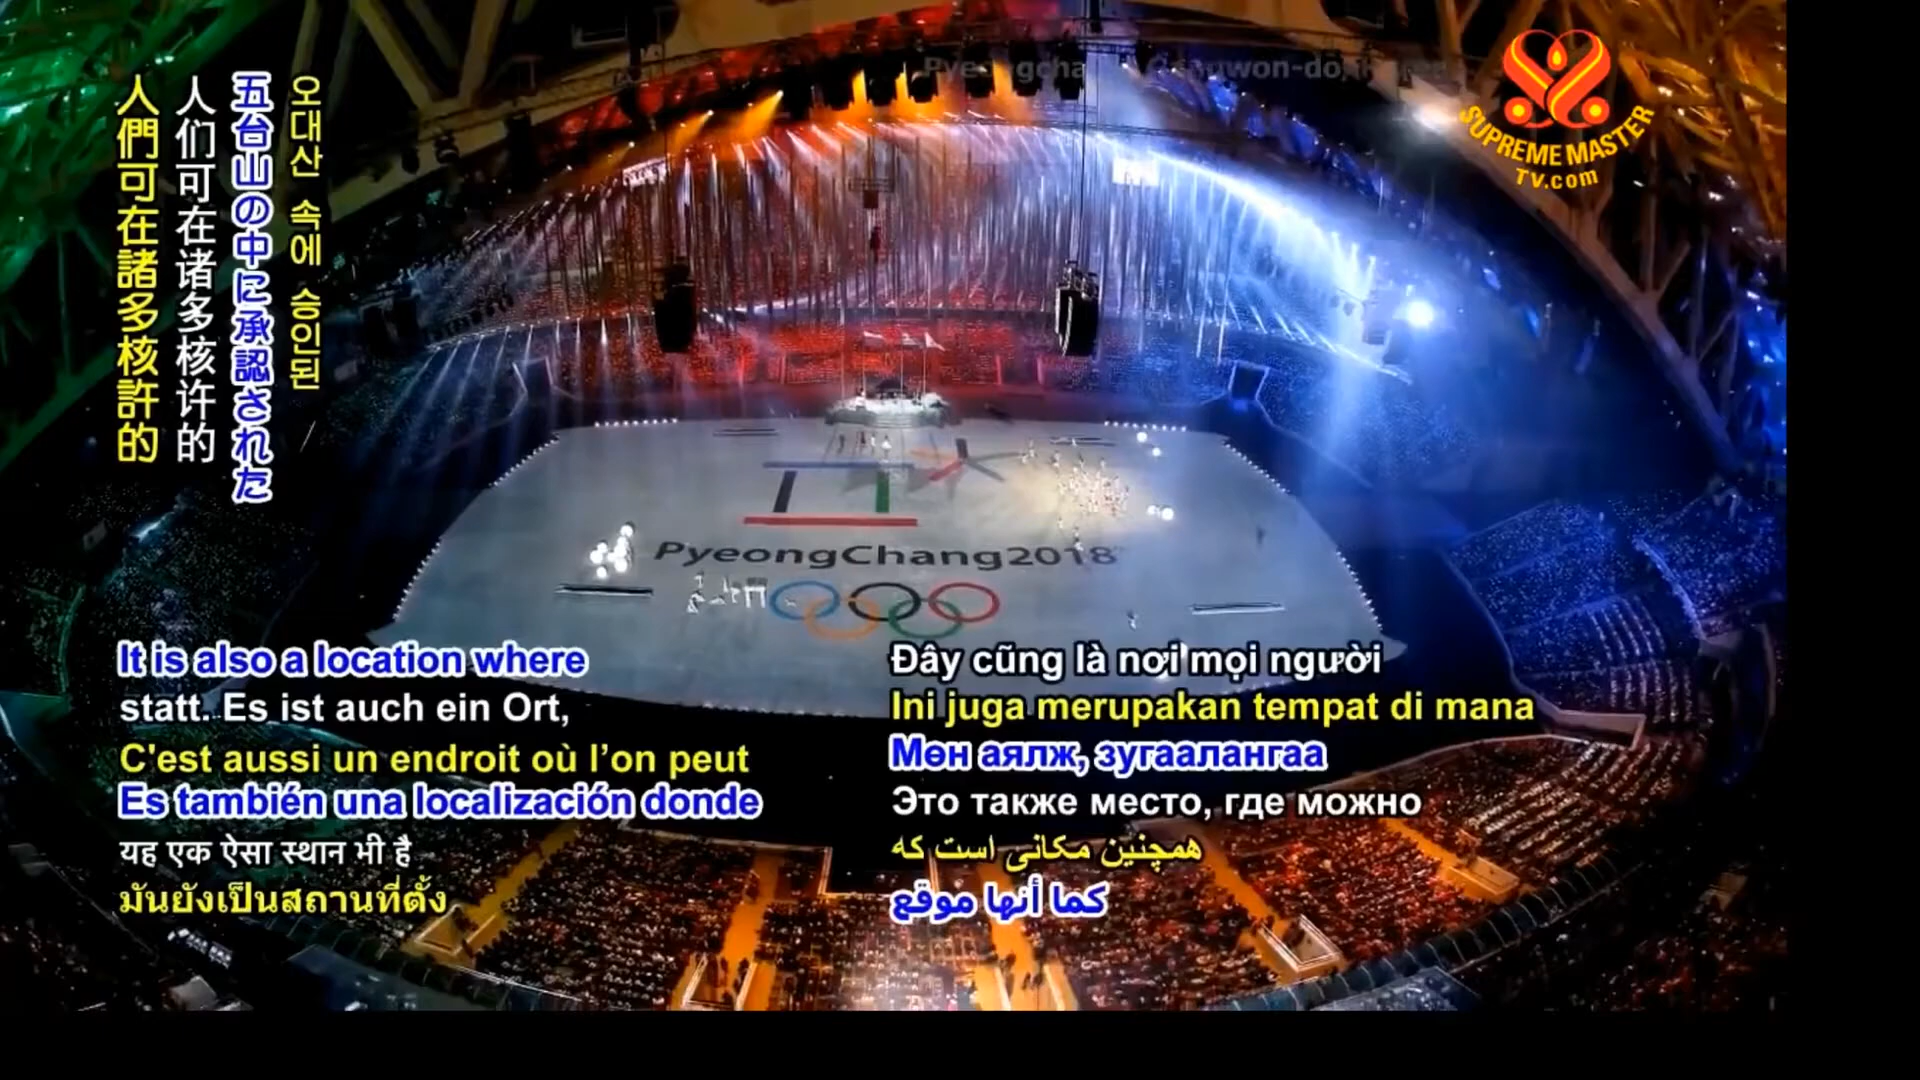 SUPREME MASTER
TV.com
오대산 속에 승인된
五台山の中に承認された
人们可在诸多核许的
人們可在諸多核許的
PyeongChang2018
It is also a location where
statt. Es ist auch ein Ort,
C'est aussi un endroit où l’on peut
Es también una localización donde
यह एक ऐसा स्थान भी है
มันยังเป็นสถานที่ตั้ง
Đây cũng là nơi mọi người
Ini juga merupakan tempat di mana
Мөн аялж, зугаалангаа
Это также место, где можно
همچنین مکانی است که
كما أنها موقع